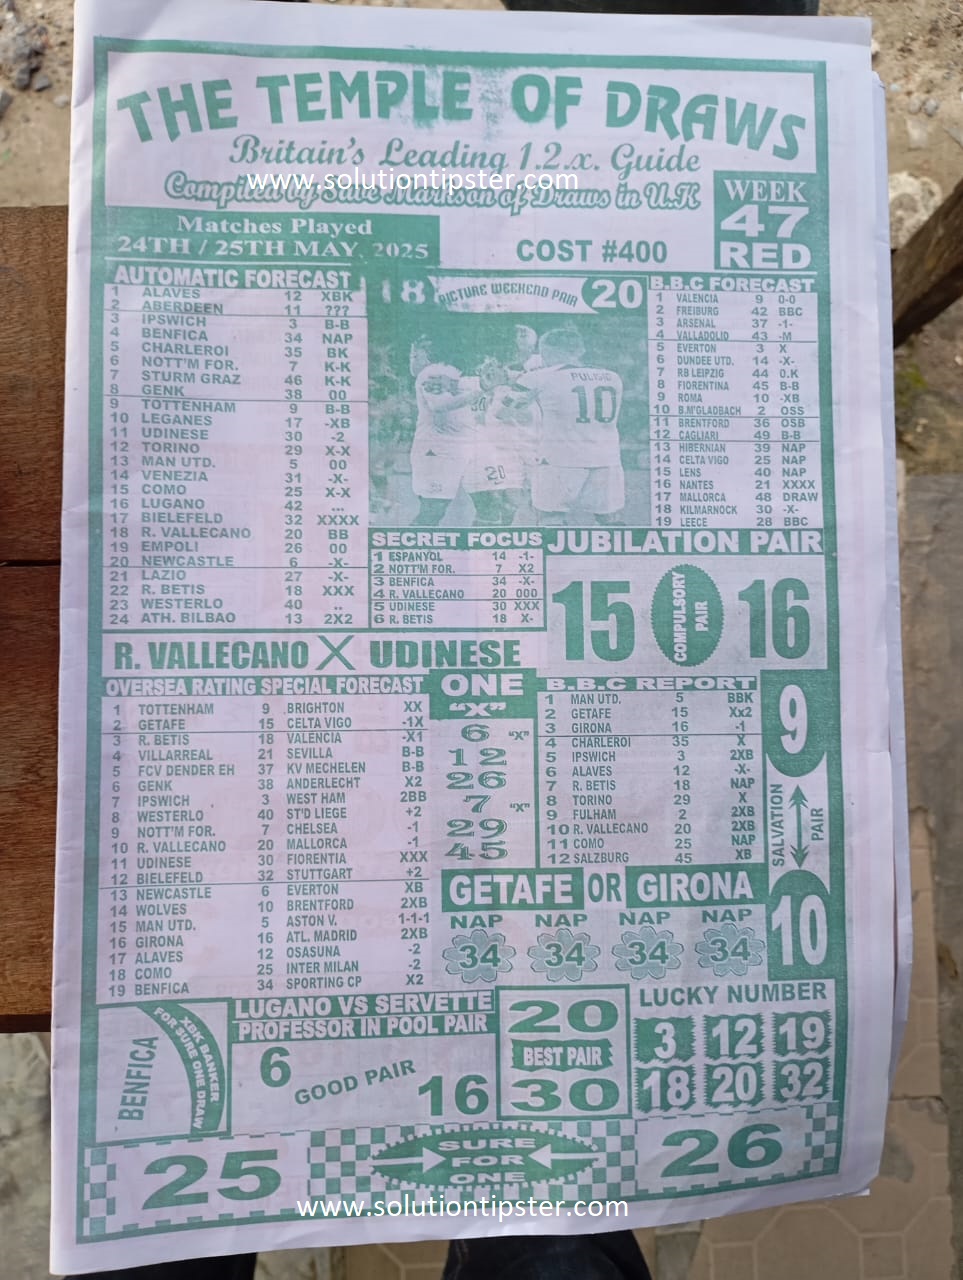 THE TEMPLE OF DRAWS
Britain's Leading 1.2.x. Guide
www.solutiontipster.com
Compiled by Save Markson of Draws in U.K
WEEK
47
RED
Matches Played
24TH / 25TH MAY, 2025
COST #400
AUTOMATIC FORECAST
1 ALAVES 12 XBK
2 ABERDEEN 11 ???
3 IPSWICH 3 B-B
4 BENFICA 34 NAP
5 CHARLEROI 35 BK
6 NOTT'M FOR. 7 K-K
7 STURM GRAZ 46 K-K
8 GENK 38 00
9 TOTTENHAM 9 B-B
10 LEGANES 17 -XB
11 UDINESE 30 -2
12 TORINO 29 X-X
13 MAN UTD. 5 00
14 VENEZIA 31 -X-
15 COMO 25 X-X
16 LUGANO 42 ...
17 BIELEFELD 32 XXXX
18 R. VALLECANO 20 BB
19 EMPOLI 26 00
20 NEWCASTLE 6 -X-
21 LAZIO 27 -X-
22 R. BETIS 18 XXX
23 WESTERLO 40 ..
24 ATH. BILBAO 13 2X2
18 PICTURE WEEKEND PAIR 20
PULISIC
10
20
B.B.C FORECAST
1 VALENCIA 9 0-0
2 FREIBURG 42 BBC
3 ARSENAL 37 -1-
4 VALLADOLID 43 -M
5 EVERTON 3 X
6 DUNDEE UTD. 14 -X-
7 RB LEIPZIG 44 0.K
8 FIORENTINA 45 B-B
9 ROMA 10 -XB
10 B.M'GLADBACH 2 OSS
11 BRENTFORD 36 OSB
12 CAGLIARI 49 B-B
13 HIBERNIAN 39 NAP
14 CELTA VIGO 25 NAP
15 LENS 40 NAP
16 NANTES 21 XXXX
17 MALLORCA 48 DRAW
18 KILMARNOCK 30 -X-
19 LEECE 28 BBC
SECRET FOCUS
1 ESPANYOL 14 -1-
2 NOTT'M FOR. 7 X2
3 BENFICA 34 -X-
4 R. VALLECANO 20 000
5 UDINESE 30 XXX
6 R. BETIS 18 X-
JUBILATION PAIR
15 COMPULSORY PAIR 16
R. VALLECANO X UDINESE
OVERSEA RATING SPECIAL FORECAST
1 TOTTENHAM 9 BRIGHTON XX
2 GETAFE 15 CELTA VIGO -1X
3 R. BETIS 18 VALENCIA -X1
4 VILLARREAL 21 SEVILLA B-B
5 FCV DENDER EH 37 KV MECHELEN B-B
6 GENK 38 ANDERLECHT X2
7 IPSWICH 3 WEST HAM 2BB
8 WESTERLO 40 ST'D LIEGE +2
9 NOTT'M FOR. 7 CHELSEA -1
10 R. VALLECANO 20 MALLORCA -1
11 UDINESE 30 FIORENTIA XXX
12 BIELEFELD 32 STUTTGART +2
13 NEWCASTLE 6 EVERTON XB
14 WOLVES 10 BRENTFORD 2XB
15 MAN UTD. 5 ASTON V. 1-1-1
16 GIRONA 16 ATL. MADRID 2XB
17 ALAVES 12 OSASUNA -2
18 COMO 25 INTER MILAN -2
19 BENFICA 34 SPORTING CP X2
ONE
"X"
6 "X"
12
26
7 "X"
29
45
B.B.C REPORT
1 MAN UTD. 5 BBK
2 GETAFE 15 Xx2
3 GIRONA 16 -1
4 CHARLEROI 35 X
5 IPSWICH 3 2XB
6 ALAVES 12 -X-
7 R. BETIS 18 NAP
8 TORINO 29 X
9 FULHAM 2 2XB
10 R. VALLECANO 20 2XB
11 COMO 25 NAP
12 SALZBURG 45 XB
9
SALVATION PAIR
10
GETAFE OR GIRONA
NAP NAP NAP NAP
34 34 34 34
BENFICA
XBK BANKER
FOR SURE ONE DRAW
LUGANO VS SERVETTE
PROFESSOR IN POOL PAIR
6 GOOD PAIR 16
20
BEST PAIR
30
LUCKY NUMBER
3 12 19
18 20 32
25 SURE FOR ONE 26
www.solutiontipster.com